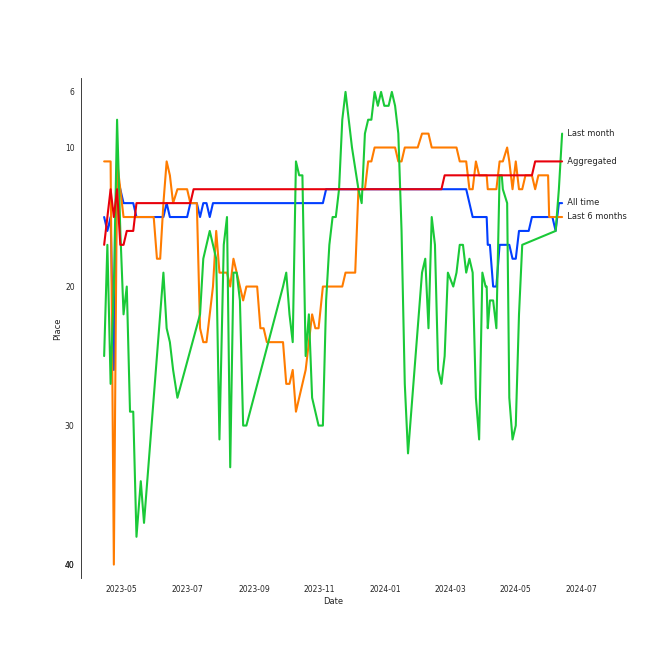 6
10
20
30
40
Place
Last month
Aggregated
All time
Last 6 months
2023-05
2023-07
2023-09
2023-11
2024-01
2024-03
2024-05
2024-07
Date